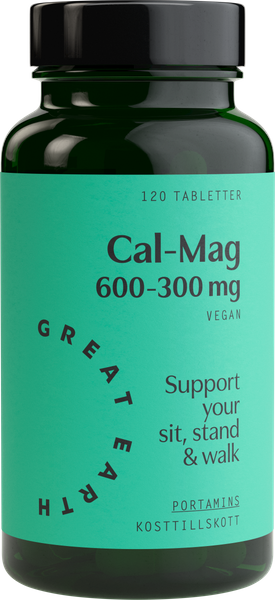 120 TABLETTER
Cal-Mag
600-300 mg
VEGAN
GREAT EARTH
Support
your
sit, stand
& walk
PORTAMINS
KOSTTILLSKOTT